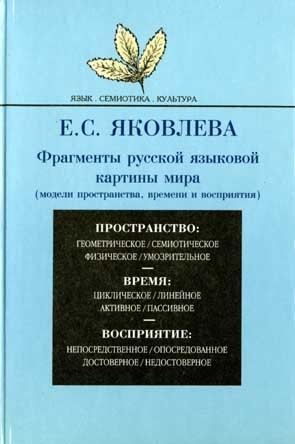 ЯЗЫК . СЕМИОТИКА . КУЛЬТУРА
Е.С. ЯКОВЛЕВА
Фрагменты русской языковой
картины мира
(модели пространства, времени и восприятия)
ПРОСТРАНСТВО:
ГЕОМЕТРИЧЕСКОЕ/СЕМИОТИЧЕСКОЕ
ФИЗИЧЕСКОЕ/УМОЗРИТЕЛЬНОЕ
—
ВРЕМЯ:
ЦИКЛИЧЕСКОЕ/ЛИНЕЙНОЕ
АКТИВНОЕ/ПАССИВНОЕ
—
ВОСПРИЯТИЕ:
НЕПОСРЕДСТВЕННОЕ/ОПОСРЕДОВАННОЕ
ДОСТОВЕРНОЕ/НЕДОСТОВЕРНОЕ